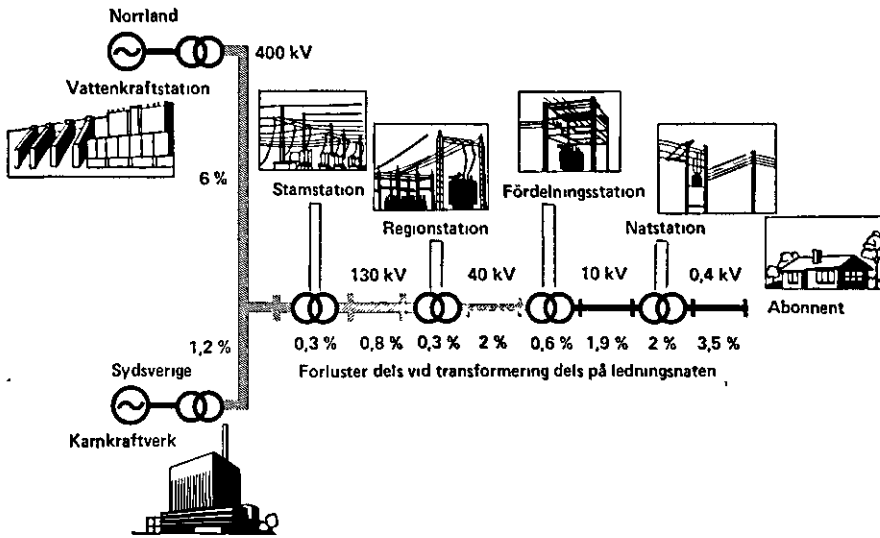 Norrland
400 kV
Vattenkraftstation
6 %
Stamstation
Regionstation
Fördelningsstation
Natstation
Abonnent
130 kV
40 kV
10 kV
0,4 kV
1,2 %
0,3 %
0,8 %
0,3 %
2 %
0,6 %
1,9 %
2 %
3,5 %
Sydsverige
Forluster dels vid transformering dels på ledningsnaten
Karnkraftverk